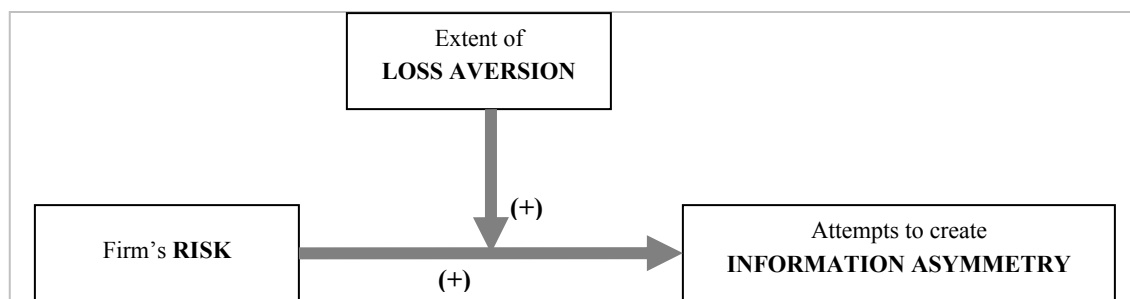 Extent of
LOSS AVERSION
(+)
Firm’s RISK
(+)
Attempts to create
INFORMATION ASYMMETRY